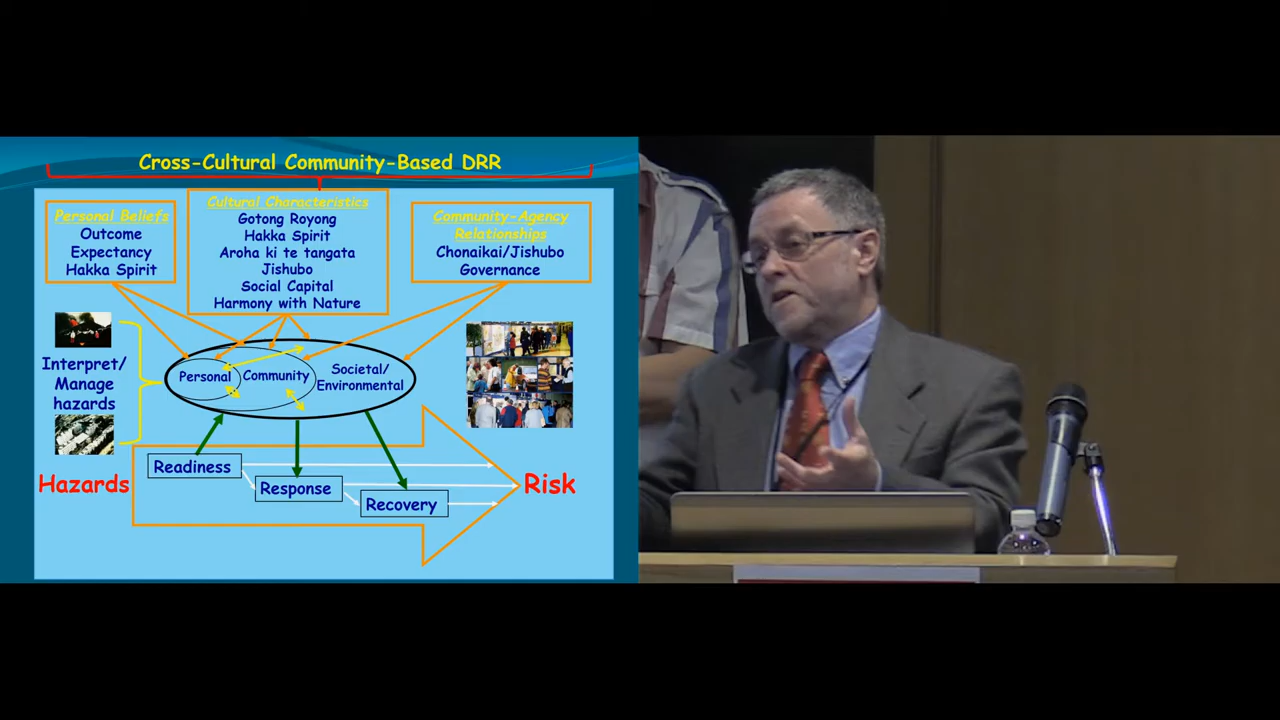 Cross-Cultural Community-Based DRR
Personal Beliefs
Outcome
Expectancy
Hakka Spirit
Cultural Characteristics
Gotong Royong
Hakka Spirit
Aroha ki te tangata
Jishubo
Social Capital
Harmony with Nature
Community-Agency
Relationships
Chonaikai/Jishubo
Governance
Interpret/
Manage
hazards
Personal
Community
Societal/
Environmental
Readiness
Response
Recovery
Hazards
Risk